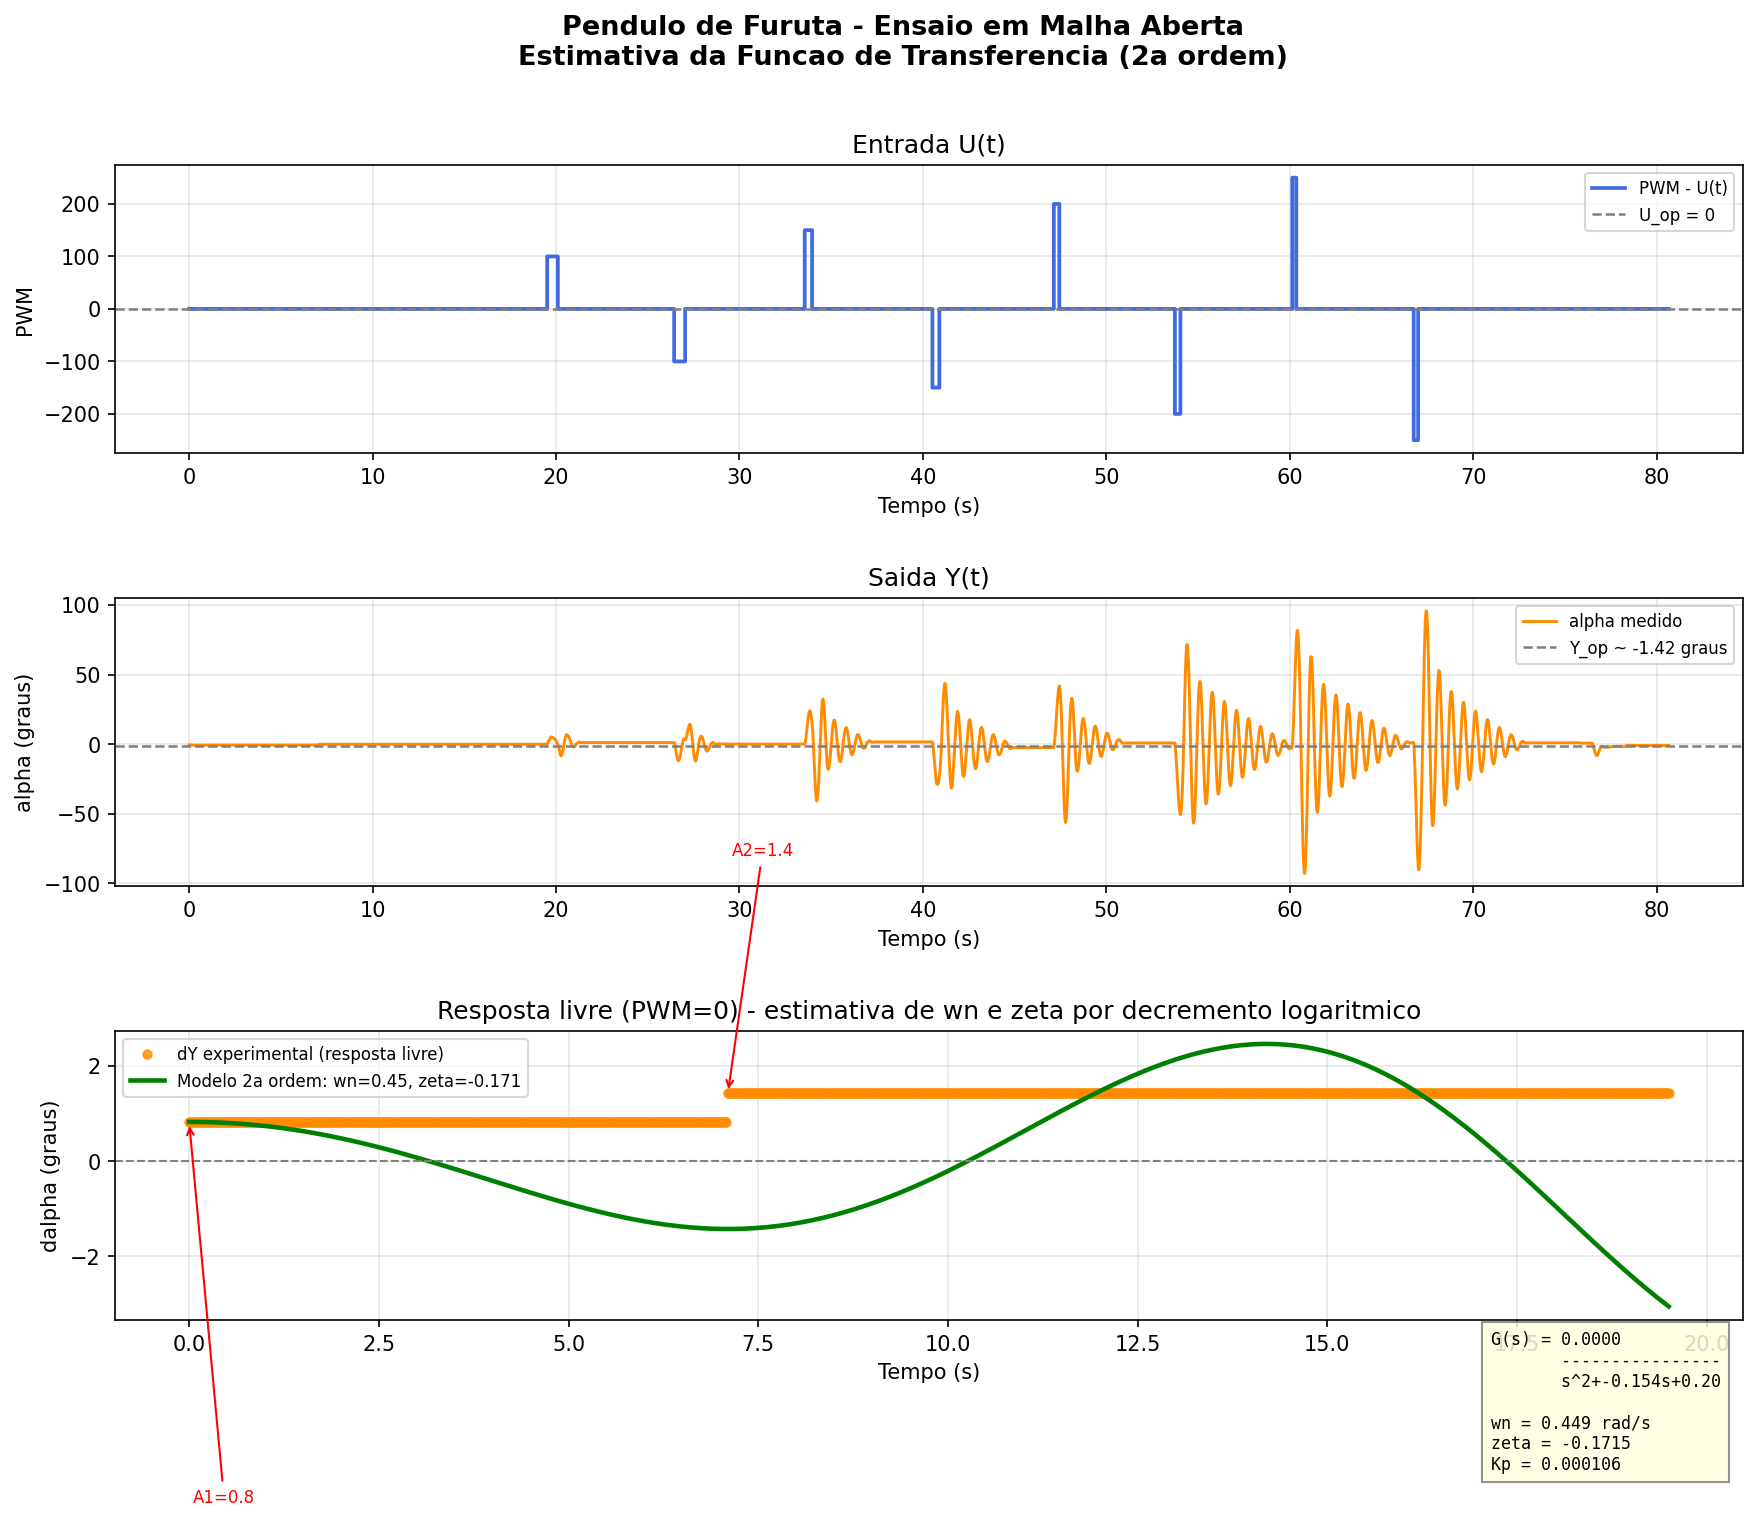 Pendulo de Furuta - Ensaio em Malha Aberta
Estimativa da Funcao de Transferencia (2a ordem)
Entrada U(t)
PWM - U(t)
U_op = 0
PWM
200
100
0
−100
−200
0 10 20 30 40 50 60 70 80
Tempo (s)
Saida Y(t)
alpha medido
Y_op ~ -1.42 graus
alpha (graus)
100
50
0
−50
−100
A2=1.4
0 10 20 30 40 50 60 70 80
Tempo (s)
Resposta livre (PWM=0) - estimativa de wn e zeta por decremento logaritmico
dY experimental (resposta livre)
Modelo 2a ordem: wn=0.45, zeta=-0.171
dalpha (graus)
2
0
−2
0.0 2.5 5.0 7.5 10.0 12.5 15.0 17.5 20.0
Tempo (s)
G(s) = 0.0000
----------------
s^2+-0.154s+0.20
wn = 0.449 rad/s
zeta = -0.1715
Kp = 0.000106
A1=0.8